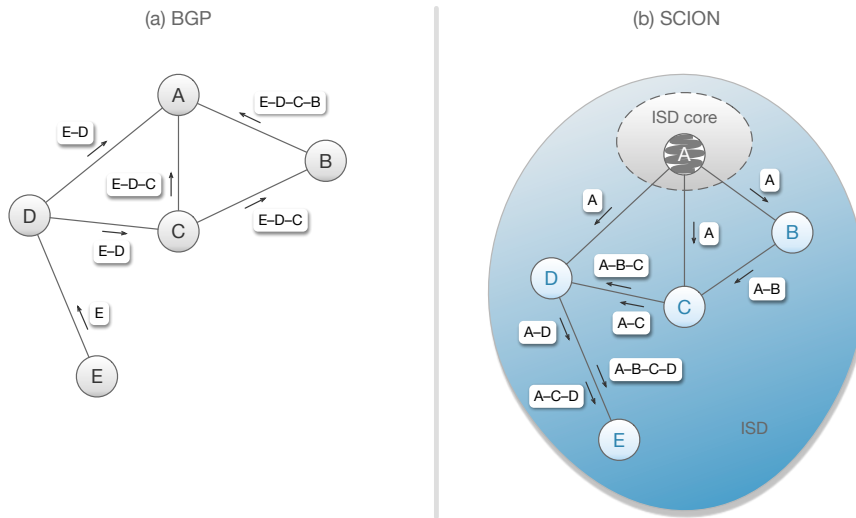 (a) BGP
A
E–D–C–B
E–D
B
E–D–C
D
C
E–D–C
E–D
E
E
(b) SCION
ISD core
A
A
A
A
B
D
A–B–C
A–B
C
A–C
A–D
A–B–C–D
A–C–D
E
ISD